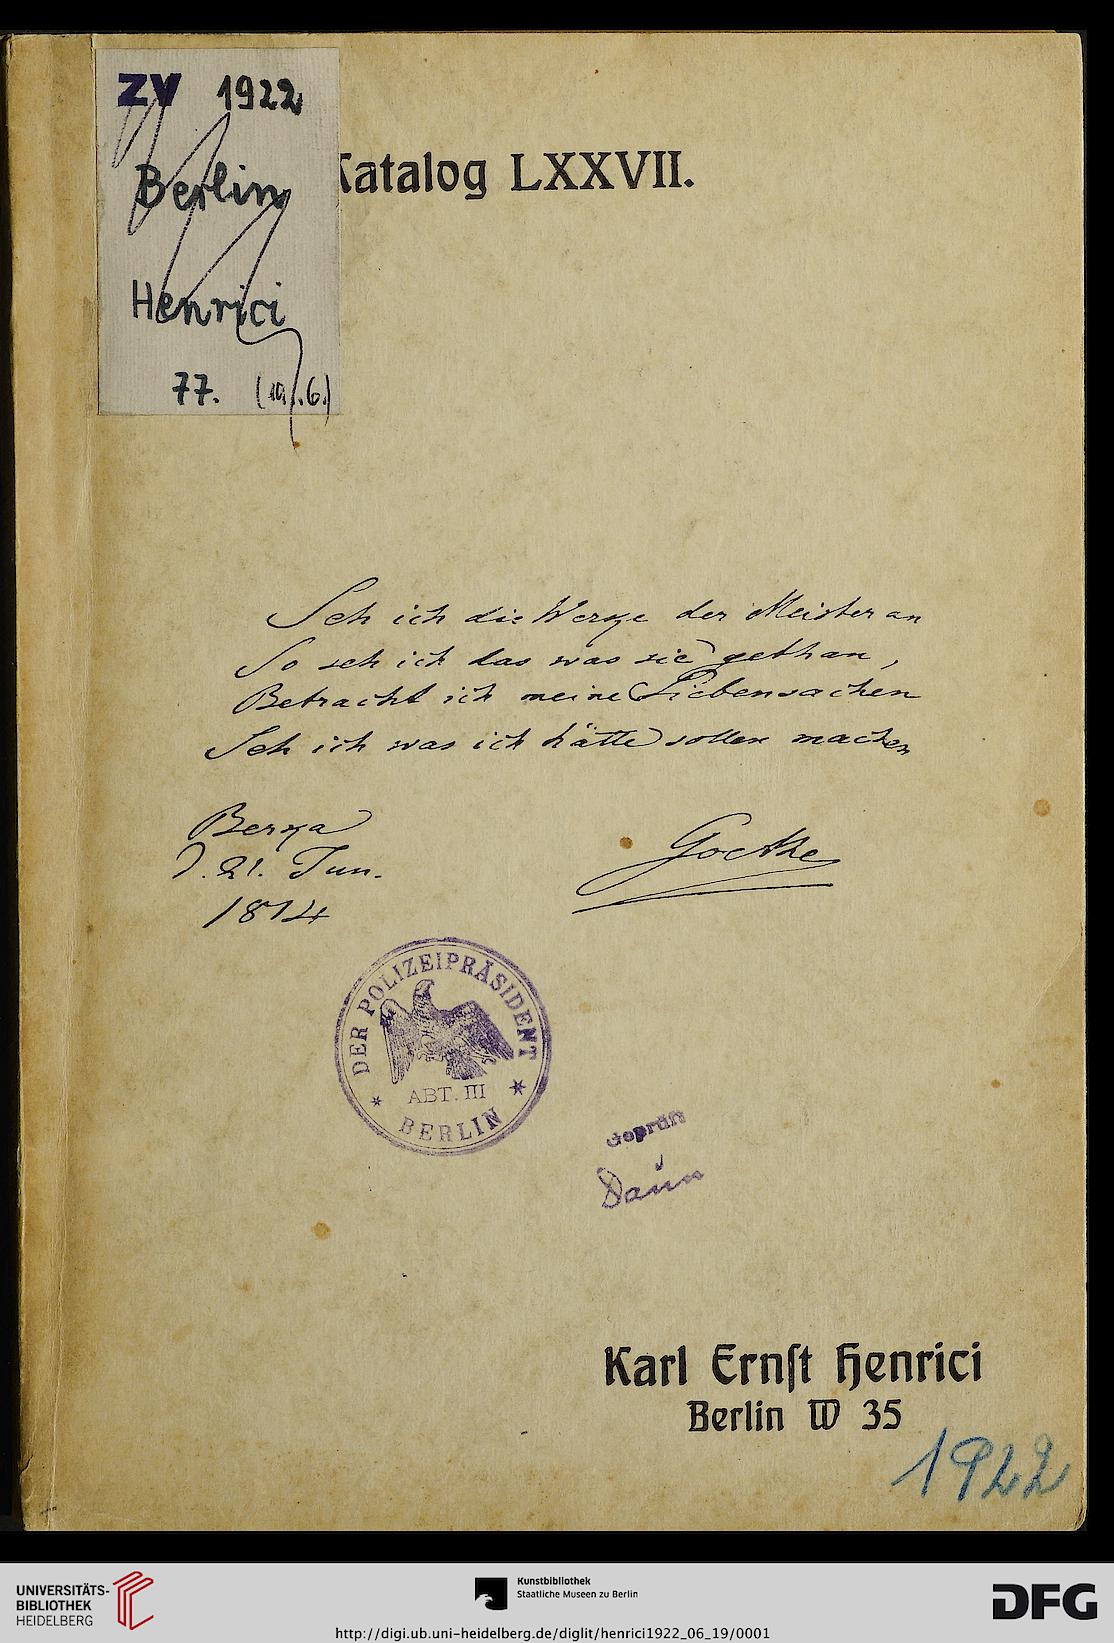 ZV 1922
Berlin
Henrici
77. (19.6.)
Katalog LXXVII.
Seh ich die Werke der Meister an
So seh ich das was sie gethan,
Betracht ich meine Siebensachen
Seh ich was ich hätte sollen machen
Berka
d. 21. Jun.
1814
Goethe
DER POLIZEIPRÄSIDENT
ABT. III
BERLIN
Geprüft
Karl Ernſt Henrici
Berlin W 35
1922
UNIVERSITÄTS-
BIBLIOTHEK
HEIDELBERG
Kunstbibliothek
Staatliche Museen zu Berlin
DFG
http://digi.ub.uni-heidelberg.de/diglit/henrici1922_06_19/0001